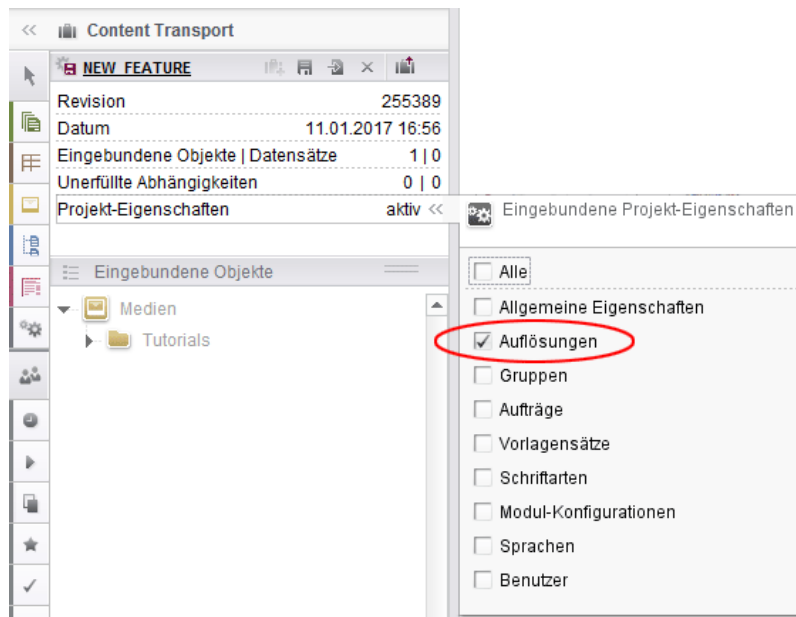 Content Transport
NEW_FEATURE
Revision 255389
Datum 11.01.2017 16:56
Eingebundene Objekte | Datensätze 1 | 0
Unerfüllte Abhängigkeiten 0 | 0
Projekt-Eigenschaften aktiv
Eingebundene Objekte
Medien
Tutorials
Eingebundene Projekt-Eigenschaften
Alle
Allgemeine Eigenschaften
Auflösungen
Gruppen
Aufträge
Vorlagensätze
Schriftarten
Modul-Konfigurationen
Sprachen
Benutzer